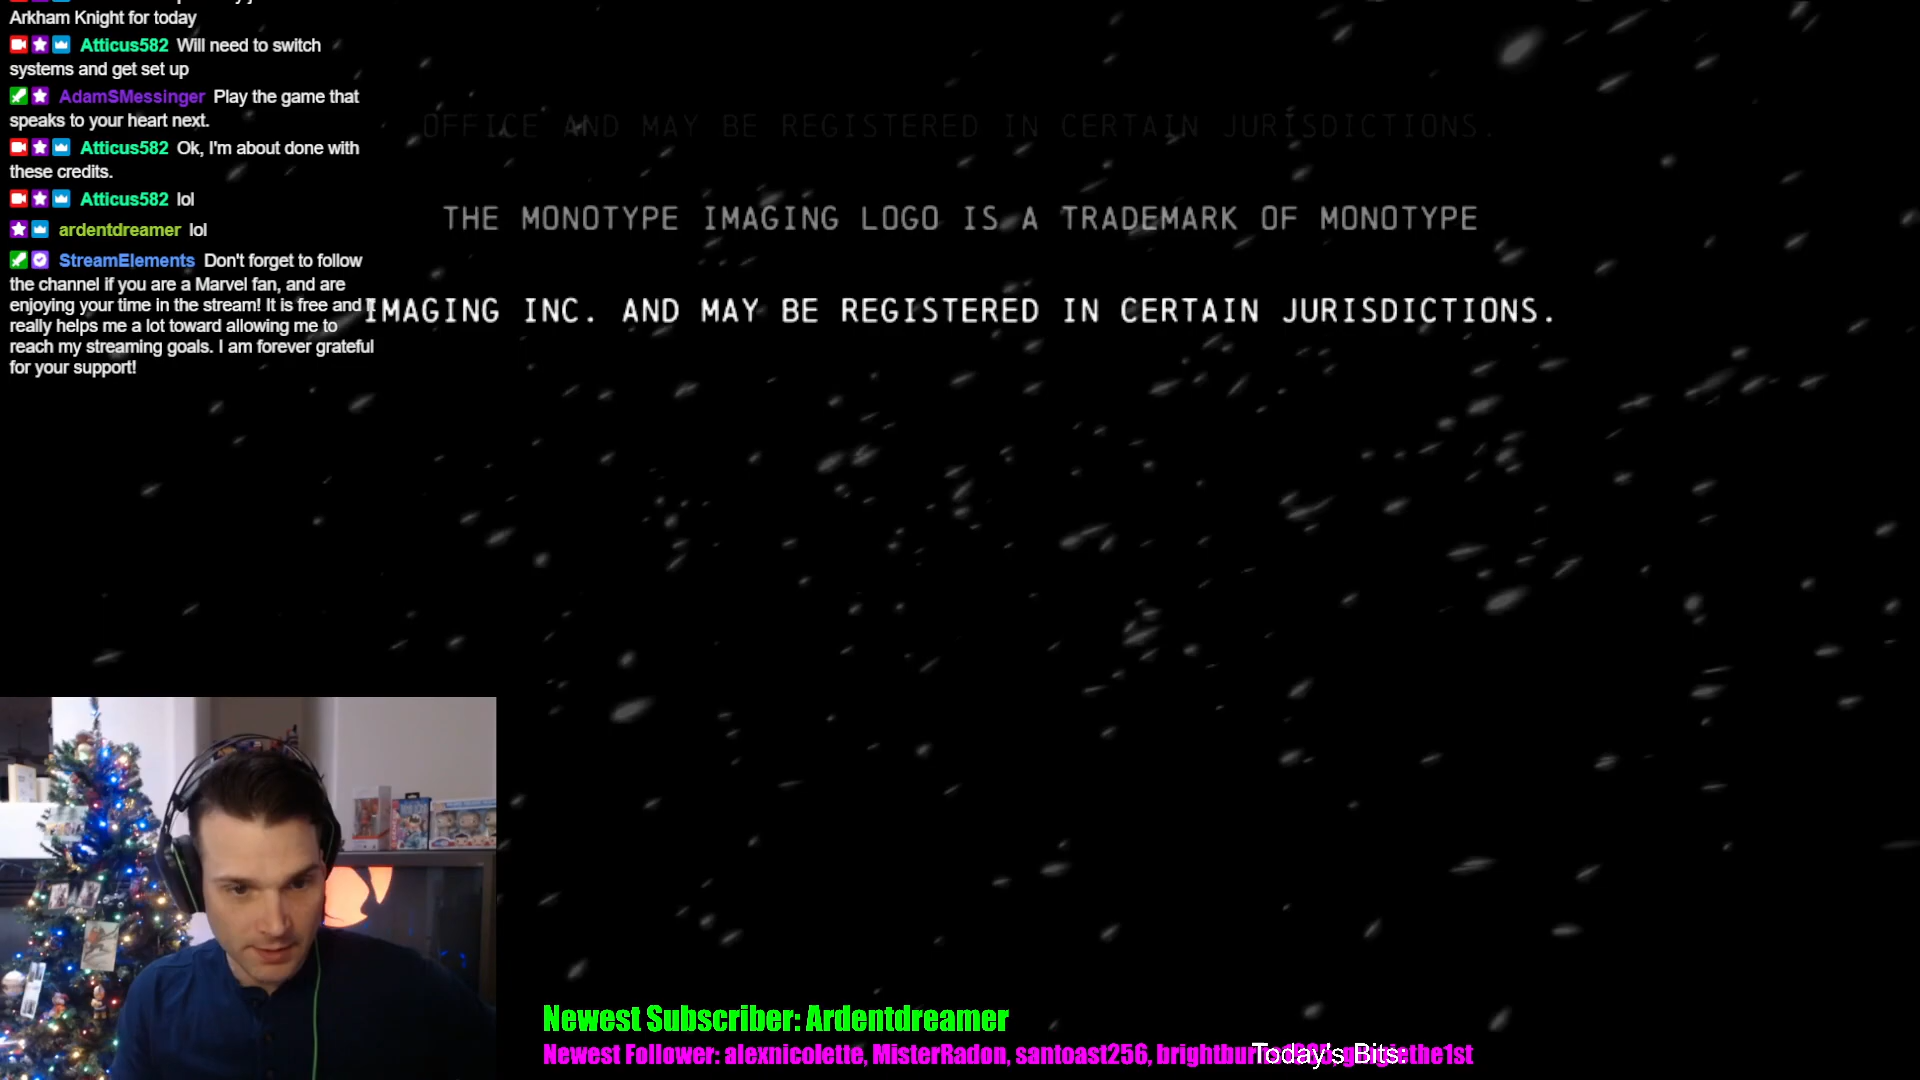 Arkham Knight for today
Atticus582 Will need to switch
systems and get set up
AdamSMessinger Play the game that
speaks to your heart next.
Atticus582 Ok, I'm about done with
these credits.
Atticus582 lol
ardentdreamer lol
StreamElements Don't forget to follow
the channel if you are a Marvel fan, and are
enjoying your time in the stream! It is free and it
really helps me a lot toward allowing me to
reach my streaming goals. I am forever grateful
for your support!
OFFICE AND MAY BE REGISTERED IN CERTAIN JURISDICTIONS.
THE MONOTYPE IMAGING LOGO IS A TRADEMARK OF MONOTYPE
IMAGING INC. AND MAY BE REGISTERED IN CERTAIN JURISDICTIONS.
Newest Subscriber: Ardentdreamer
Newest Follower: alexnicolette, MisterRadon, santoast256,
Today's Bits: